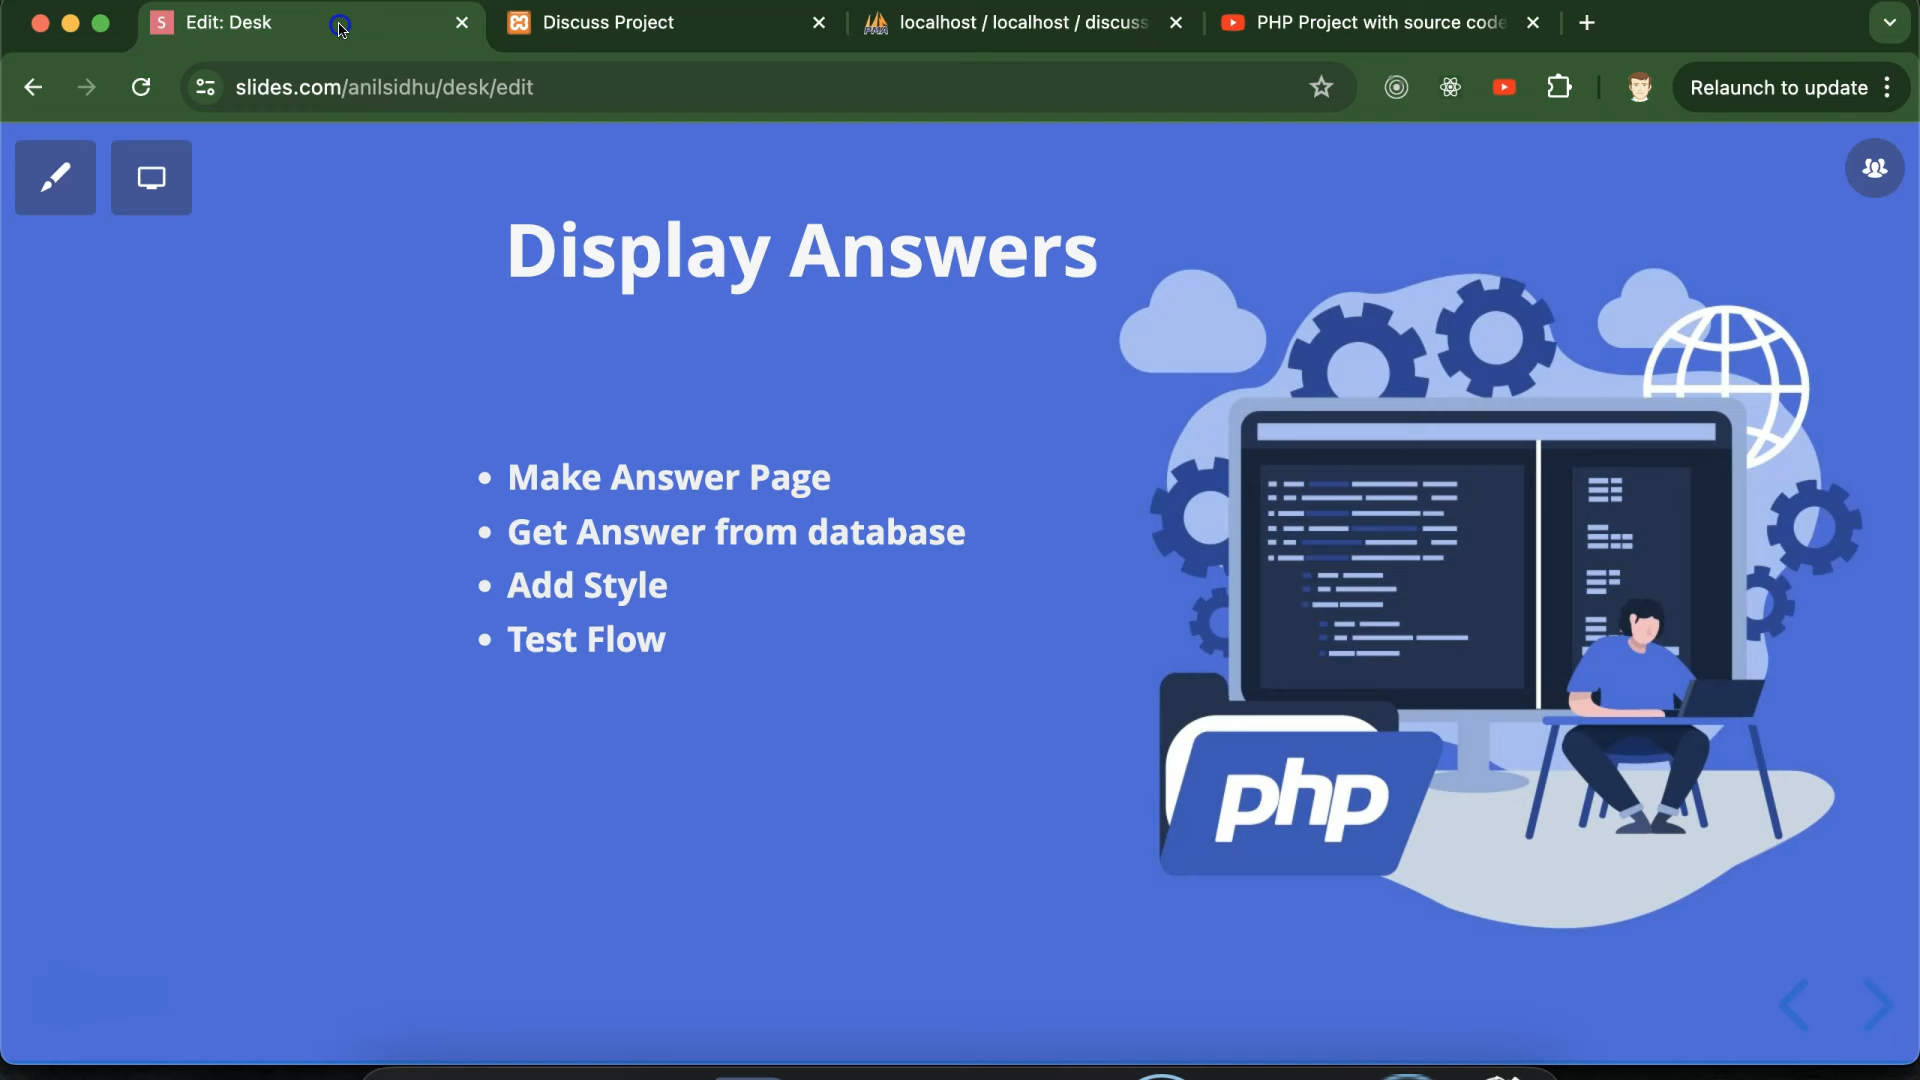 S Edit: Desk
Discuss Project
localhost / localhost / discuss
PHP Project with source code
slides.com/anilsidhu/desk/edit
Relaunch to update
Display Answers
• Make Answer Page
• Get Answer from database
• Add Style
• Test Flow
php